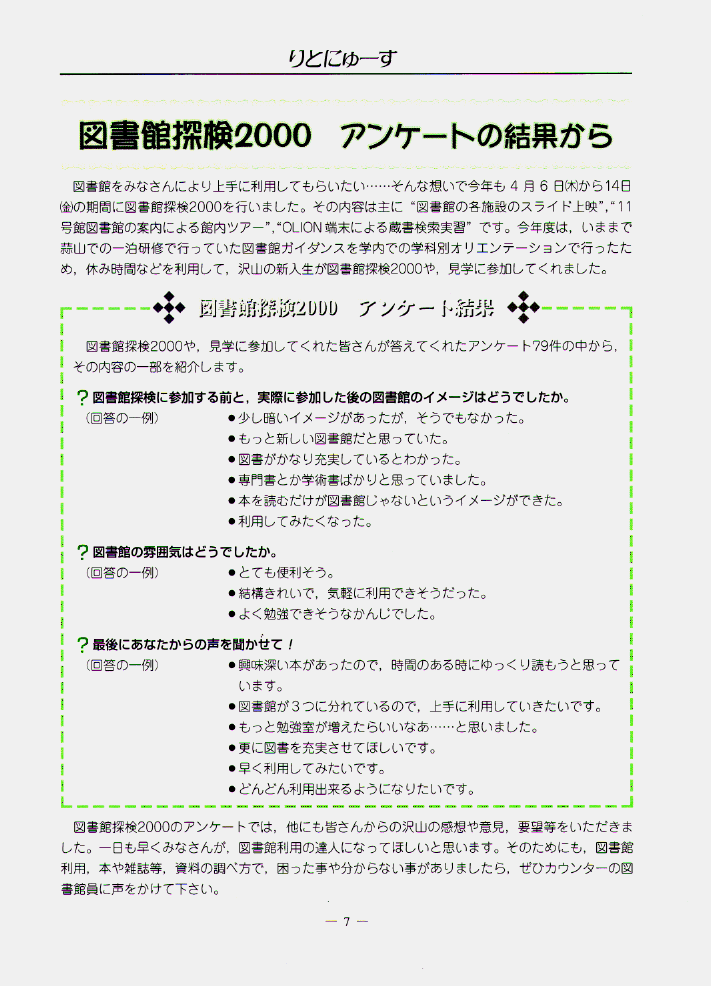 りとにゅーす
図書館探検2000　アンケートの結果から
図書館をみなさんにより上手に利用してもらいたい……そんな想いで今年も4月6日㈭から14日
㈮の期間に図書館探検2000を行いました。その内容は主に“図書館の各施設のスライド上映”,“11
号館図書館の案内による館内ツアー”,“OLION端末による蔵書検索実習”です。今年度は，いままで
蒜山での一泊研修で行っていた図書館ガイダンスを学内での学科別オリエンテーションで行ったた
め，休み時間などを利用して，沢山の新入生が図書館探検2000や，見学に参加してくれました。
図書館探検2000　アンケート結果
図書館探検2000や，見学に参加してくれた皆さんが答えてくれたアンケート79件の中から，
その内容の一部を紹介します。
？図書館探検に参加する前と，実際に参加した後の図書館のイメージはどうでしたか。
（回答の一例）　●少し暗いイメージがあったが，そうでもなかった。
●もっと新しい図書館だと思っていた。
●図書がかなり充実しているとわかった。
●専門書とか学術書ばかりと思っていました。
●本を読むだけが図書館じゃないというイメージができた。
●利用してみたくなった。
？図書館の雰囲気はどうでしたか。
（回答の一例）　●とても便利そう。
●結構きれいで，気軽に利用できそうだった。
●よく勉強できそうなかんじでした。
？最後にあなたからの声を聞かせて！
（回答の一例）　●興味深い本があったので，時間のある時にゆっくり読もうと思って
います。
●図書館が3つに分れているので，上手に利用していきたいです。
●もっと勉強室が増えたらいいなあ……と思いました。
●更に図書を充実させてほしいです。
●早く利用してみたいです。
●どんどん利用出来るようになりたいです。
図書館探検2000のアンケートでは，他にも皆さんからの沢山の感想や意見，要望等をいただきま
した。一日も早くみなさんが，図書館利用の達人になってほしいと思います。そのためにも，図書館
利用，本や雑誌等，資料の調べ方で，困った事や分からない事がありましたら，ぜひカウンターの図
書館員に声をかけて下さい。
— 7 —